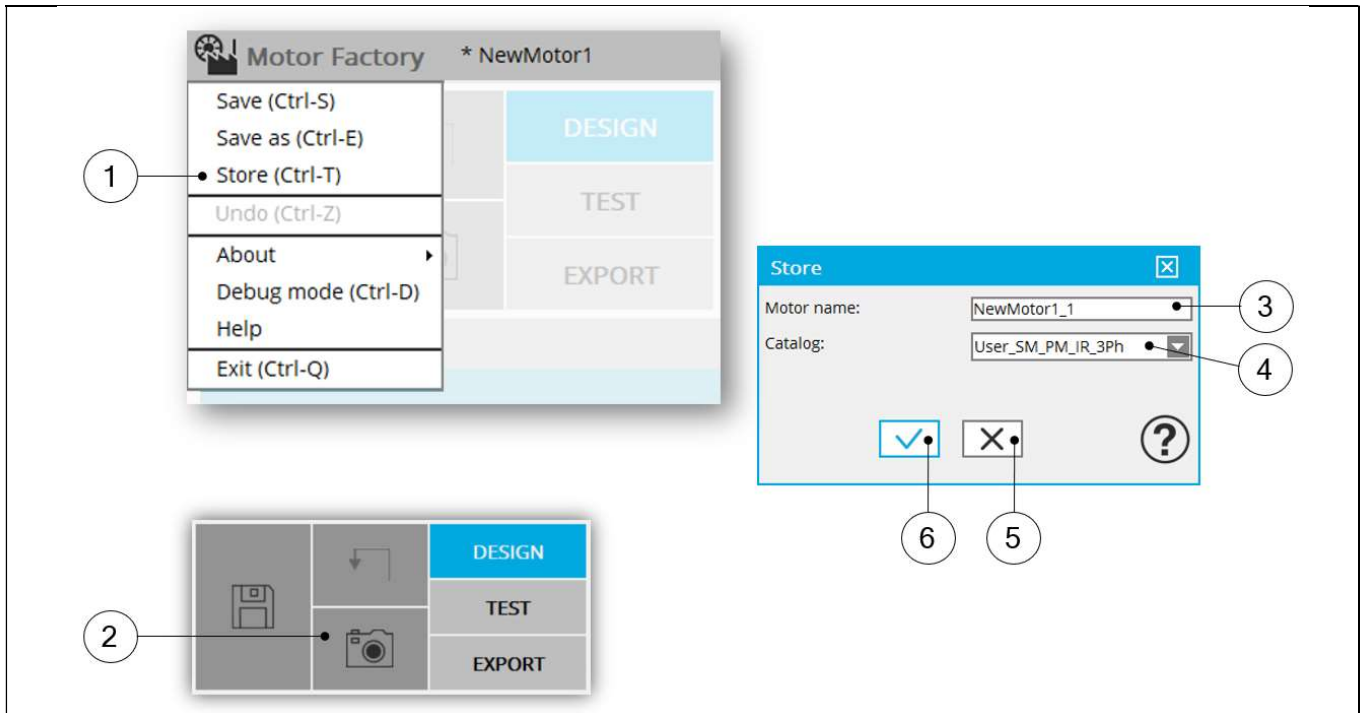 Motor Factory * NewMotor1
Save (Ctrl-S)
Save as (Ctrl-E)
Store (Ctrl-T)
Undo (Ctrl-Z)
About
Debug mode (Ctrl-D)
Help
Exit (Ctrl-Q)
DESIGN
TEST
EXPORT
1
Store
Motor name: NewMotor1_1
Catalog: User_SM_PM_IR_3Ph
?
3
4
6 5
DESIGN
TEST
EXPORT
2